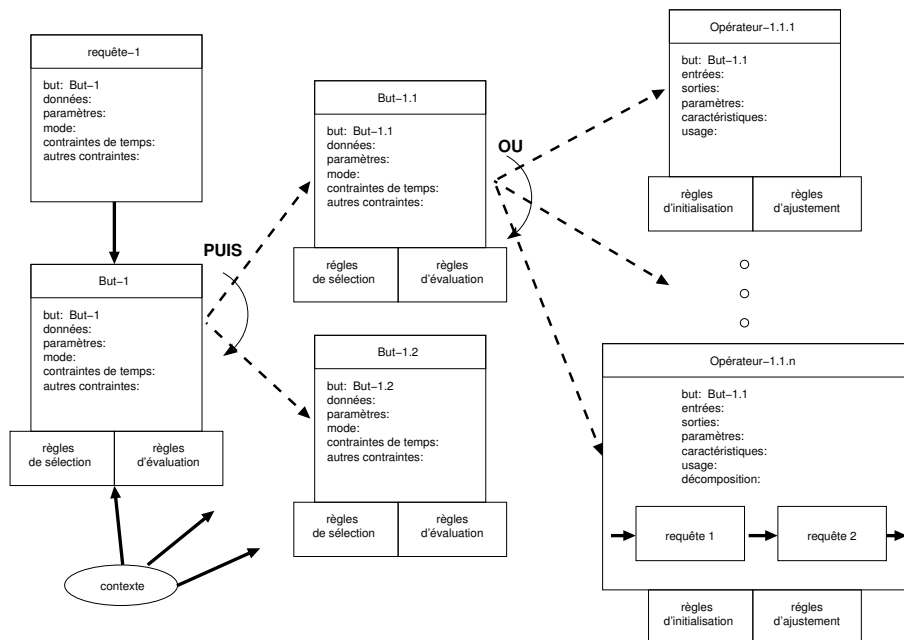 requête−1
but: But−1
données:
paramètres:
mode:
contraintes de temps:
autres contraintes:
But−1
but: But−1
données:
paramètres:
mode:
contraintes de temps:
autres contraintes:
règles
de sélection
règles
d'évaluation
contexte
PUIS
But−1.1
but: But−1.1
données:
paramètres:
mode:
contraintes de temps:
autres contraintes:
régles
de sélection
règles
d'évaluation
But−1.2
but: But−1.2
données:
paramètres:
mode:
contraintes de temps:
autres contraintes:
règles
de sélection
règles
d'évaluation
OU
Opérateur−1.1.1
but: But−1.1
entrées:
sorties:
paramètres:
caractéristiques:
usage:
règles
d'initialisation
règles
d'ajustement
Opérateur−1.1.n
but: But−1.1
entrées:
sorties:
paramètres:
caractéristiques:
usage:
décomposition:
requête 1
requête 2
règles
d'initialisation
régles
d'ajustement